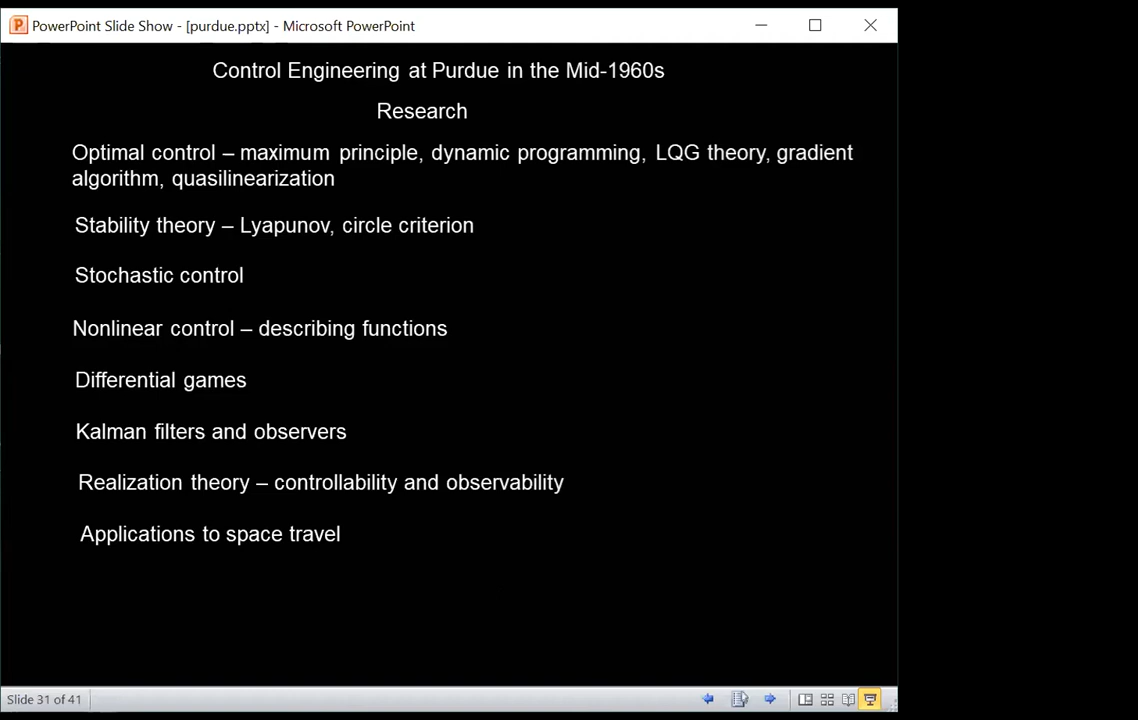 PowerPoint Slide Show - [purdue.pptx] - Microsoft PowerPoint
Control Engineering at Purdue in the Mid-1960s
Research
Optimal control – maximum principle, dynamic programming, LQG theory, gradient
algorithm, quasilinearization
Stability theory – Lyapunov, circle criterion
Stochastic control
Nonlinear control – describing functions
Differential games
Kalman filters and observers
Realization theory – controllability and observability
Applications to space travel
Slide 31 of 41